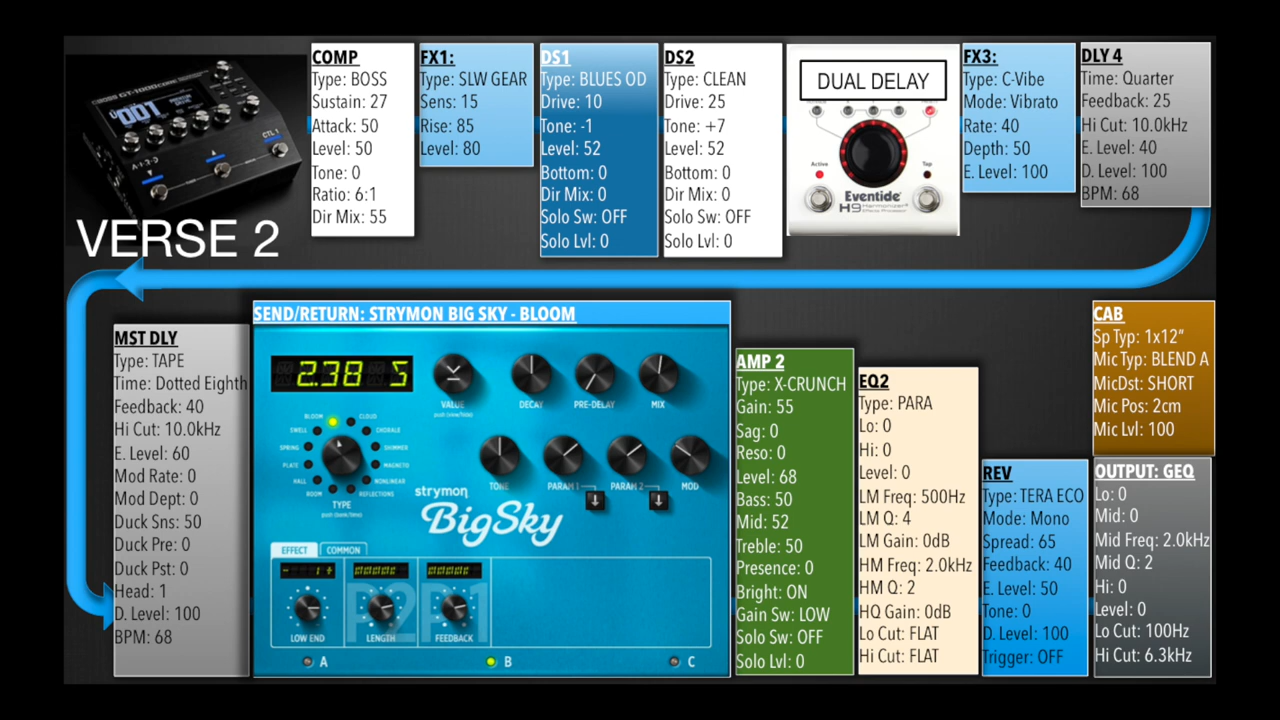 COMP
Type: BOSS
Sustain: 27
Attack: 50
Level: 50
Tone: 0
Ratio: 6:1
Dir Mix: 55
FX1:
Type: SLW GEAR
Sens: 15
Rise: 85
Level: 80
DS1
Type: BLUES OD
Drive: 10
Tone: -1
Level: 52
Bottom: 0
Dir Mix: 0
Solo Sw: OFF
Solo Lvl: 0
DS2
Type: CLEAN
Drive: 25
Tone: +7
Level: 52
Bottom: 0
Dir Mix: 0
Solo Sw: OFF
Solo Lvl: 0
DUAL DELAY
Active
Tap
Eventide
H9 HARMONIZER
FX3:
Type: C-Vibe
Mode: Vibrato
Rate: 40
Depth: 50
E. Level: 100
DLY 4
Time: Quarter
Feedback: 25
Hi Cut: 10.0kHz
E. Level: 40
D. Level: 100
BPM: 68
BOSS GT-1000CORE
001
CTL 1
VERSE 2
MST DLY
Type: TAPE
Time: Dotted Eighth
Feedback: 40
Hi Cut: 10.0kHz
E. Level: 60
Mod Rate: 0
Mod Dept: 0
Duck Sns: 50
Duck Pre: 0
Duck Pst: 0
Head: 1
D. Level: 100
BPM: 68
SEND/RETURN: STRYMON BIG SKY - BLOOM
2.38 S
VALUE
DECAY
PRE-DELAY
MIX
BLOOM
CLOUD
SWELL
CHORALE
SPRING
SHIMMER
PLATE
MAGNETO
HALL
NONLINEAR
ROOM
REFLECTIONS
TYPE
TONE
PARAM 1
PARAM 2
MOD
strymon
BigSky
EFFECT
COMMON
P2
P1
LOW END
LENGTH
FEEDBACK
A
B
C
AMP 2
Type: X-CRUNCH
Gain: 55
Sag: 0
Reso: 0
Level: 68
Bass: 50
Mid: 52
Treble: 50
Presence: 0
Bright: ON
Gain Sw: LOW
Solo Sw: OFF
Solo Lvl: 0
EQ2
Type: PARA
Lo: 0
Hi: 0
Level: 0
LM Freq: 500Hz
LM Q: 4
LM Gain: 0dB
HM Freq: 2.0kHz
HM Q: 2
HQ Gain: 0dB
Lo Cut: FLAT
Hi Cut: FLAT
REV
Type: TERA ECO
Mode: Mono
Spread: 65
Feedback: 40
E. Level: 50
Tone: 0
D. Level: 100
Trigger: OFF
CAB
Sp Typ: 1x12”
Mic Typ: BLEND A
MicDst: SHORT
Mic Pos: 2cm
Mic Lvl: 100
OUTPUT: GEQ
Lo: 0
Mid: 0
Mid Freq: 2.0kHz
Mid Q: 2
Hi: 0
Level: 0
Lo Cut: 100Hz
Hi Cut: 6.3kHz